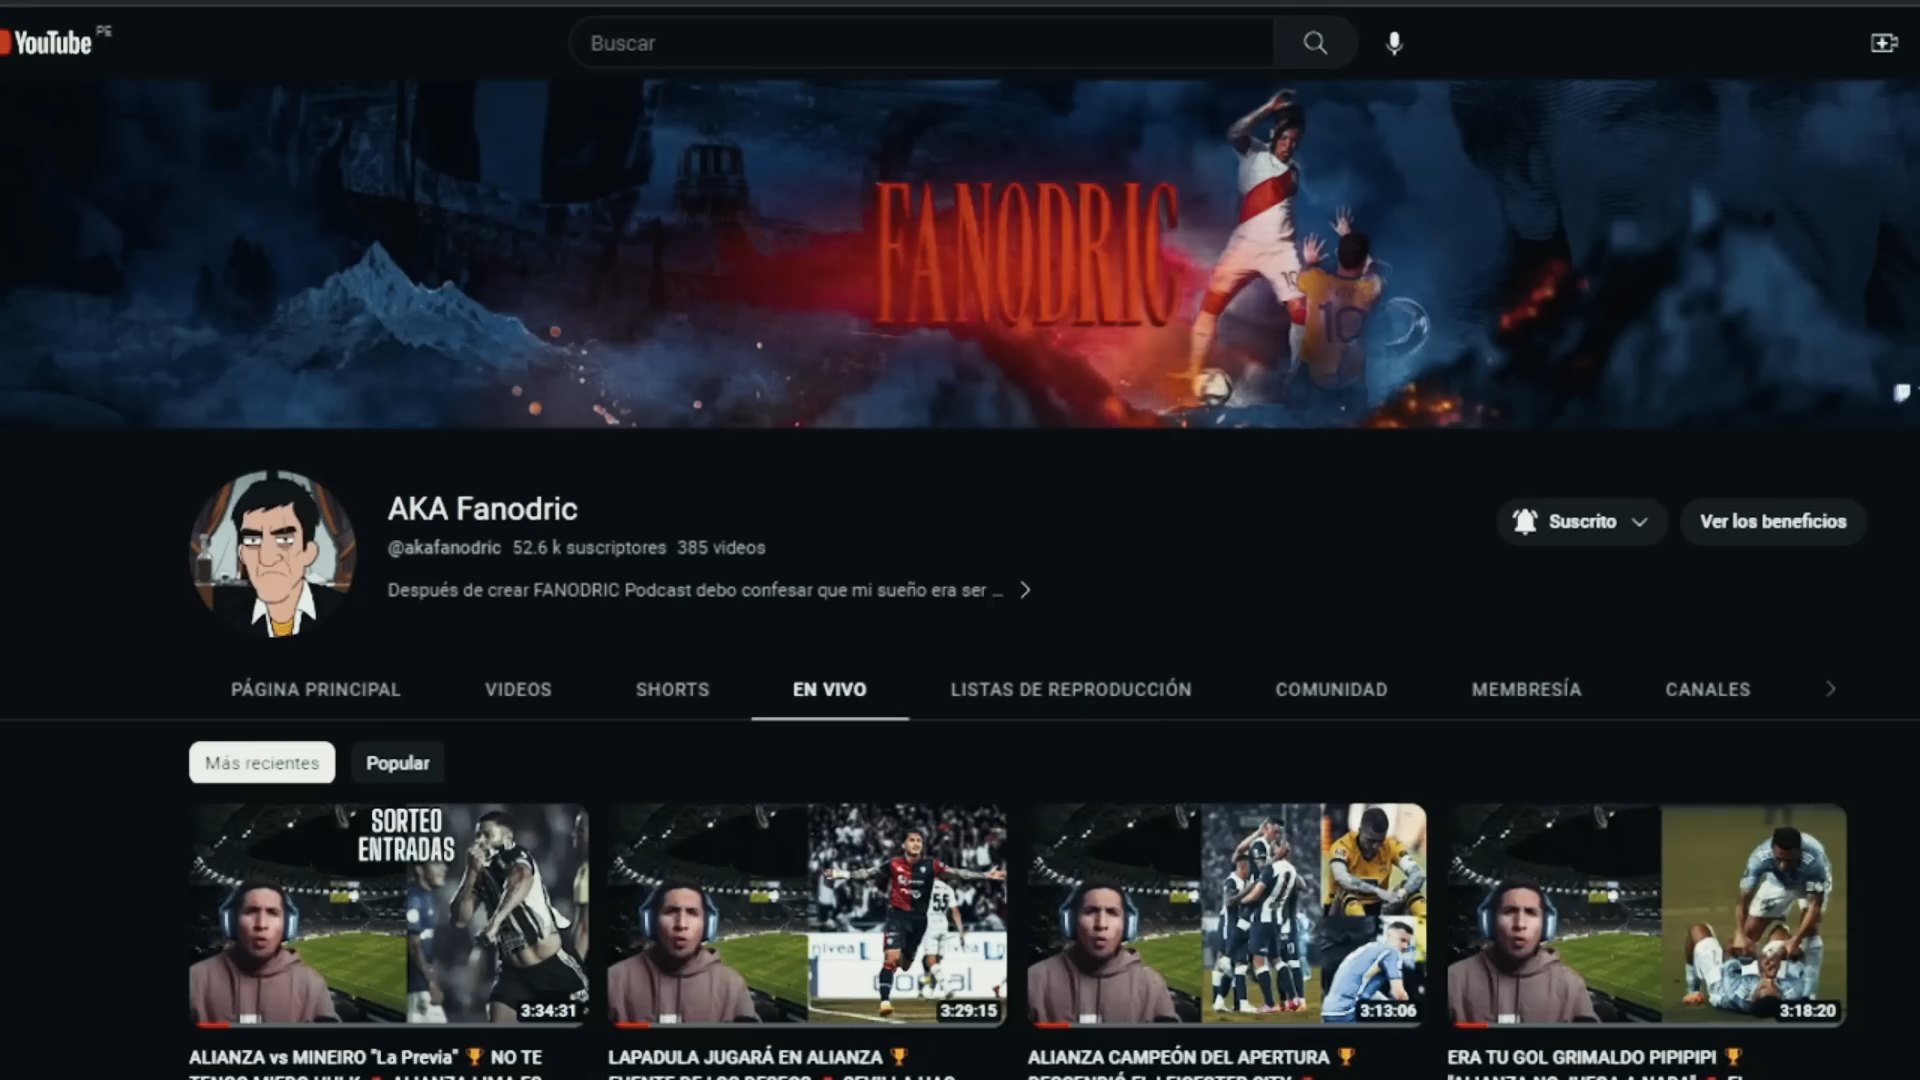 YouTube PE
Buscar
FANODRIC
10
AKA Fanodric
@akafanodric 52.6 k suscriptores 385 videos
Suscrito
Ver los beneficios
Después de crear FANODRIC Podcast debo confesar que mi sueño era ser ...
PÁGINA PRINCIPAL VIDEOS SHORTS EN VIVO LISTAS DE REPRODUCCIÓN COMUNIDAD MEMBRESÍA CANALES
Más recientes Popular
SORTEO
ENTRADAS
nivea
3:34:31 3:29:15 3:13:06 3:18:20
ALIANZA vs MINEIRO "La Previa" 🏆 NO TE
LAPADULA JUGARÁ EN ALIANZA 🏆
ALIANZA CAMPEÓN DEL APERTURA 🏆
ERA TU GOL GRIMALDO PIPIPIPI 🏆